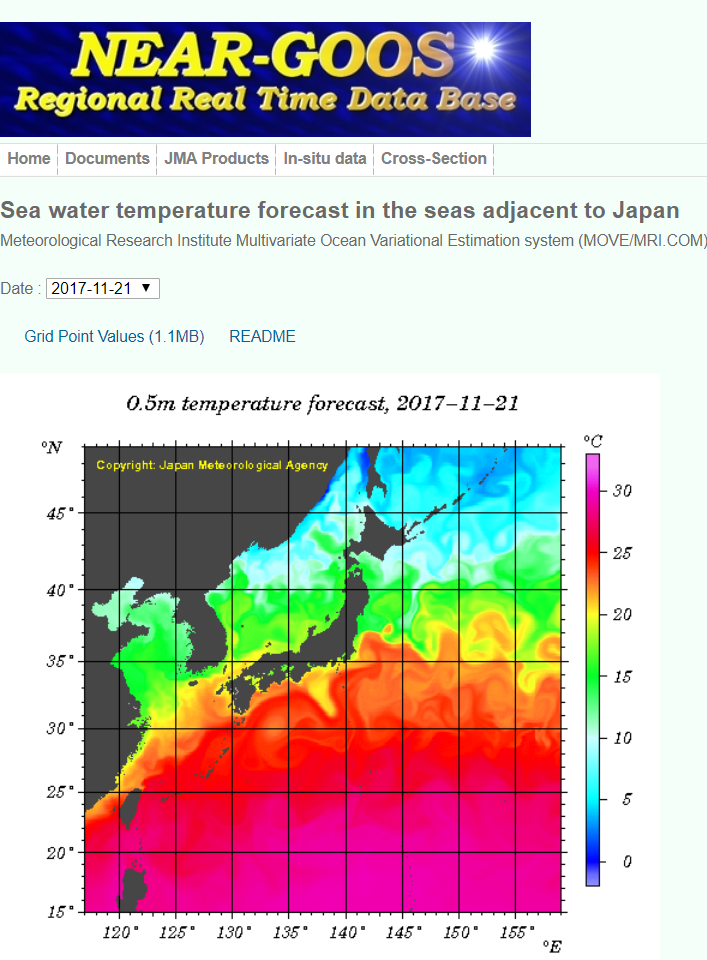 NEAR-GOOS
Regional Real Time Data Base
Home Documents JMA Products In-situ data Cross-Section
Sea water temperature forecast in the seas adjacent to Japan
Meteorological Research Institute Multivariate Ocean Variational Estimation system (MOVE/MRI.COM)
Date : 2017-11-21 ▼
Grid Point Values (1.1MB) README
0.5m temperature forecast, 2017-11-21
°N
°C
Copyright: Japan Meteorological Agency
30
45°
25
40°
20
35°
15
30°
10
25°
5
20°
0
15°
120° 125° 130° 135° 140° 145° 150° 155°
°E